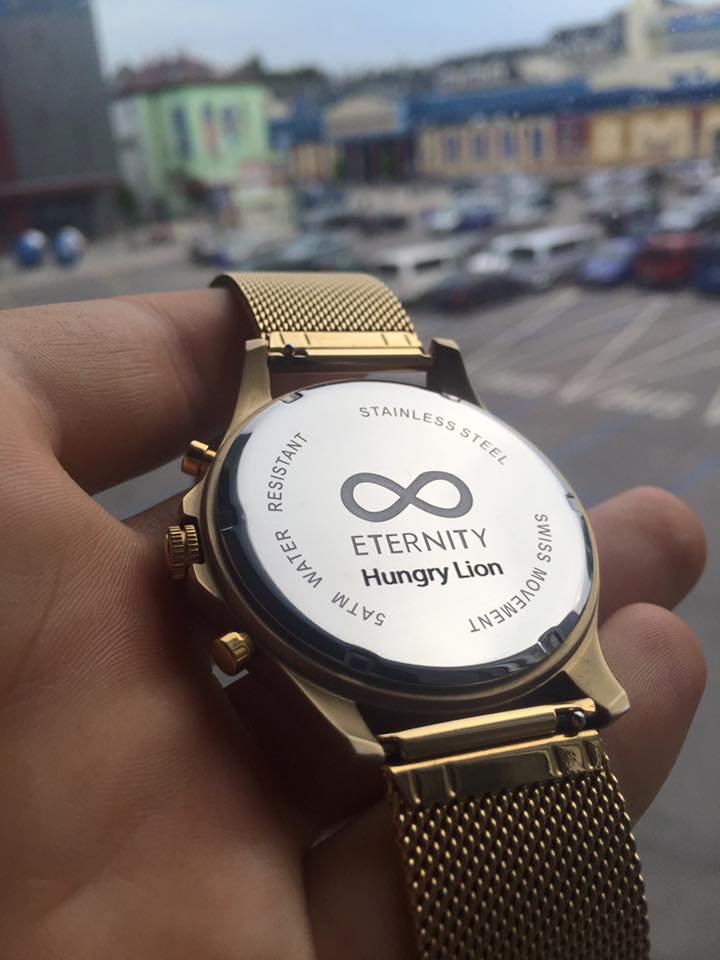 STAINLESS STEEL
SWISS MOVEMENT
5ATM WATER RESISTANT
ETERNITY
Hungry Lion